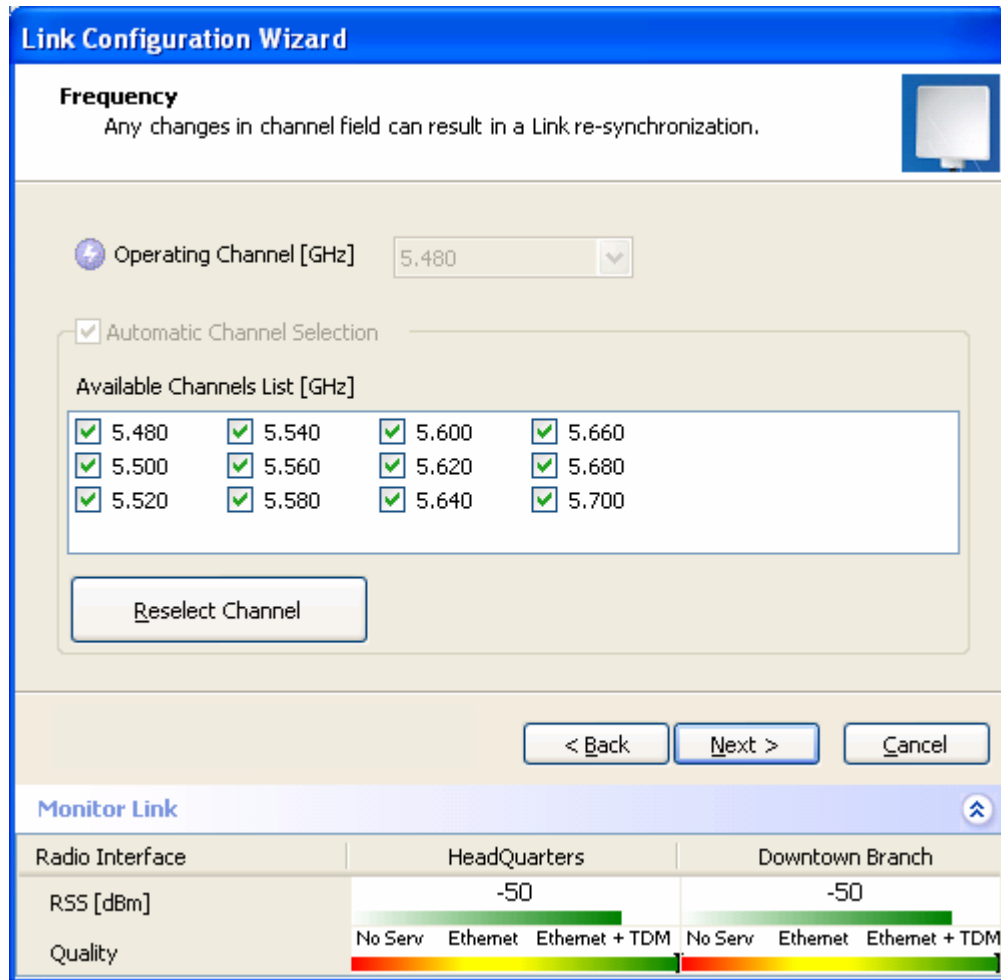 Link Configuration Wizard
Frequency
Any changes in channel field can result in a Link re-synchronization.
Operating Channel [GHz] 5.480
Automatic Channel Selection
Available Channels List [GHz]
5.480 5.540 5.600 5.660
5.500 5.560 5.620 5.680
5.520 5.580 5.640 5.700
Reselect Channel
< Back Next > Cancel
Monitor Link
Radio Interface HeadQuarters Downtown Branch
RSS [dBm] -50 -50
Quality No Serv Ethernet Ethernet + TDM No Serv Ethernet Ethernet + TDM